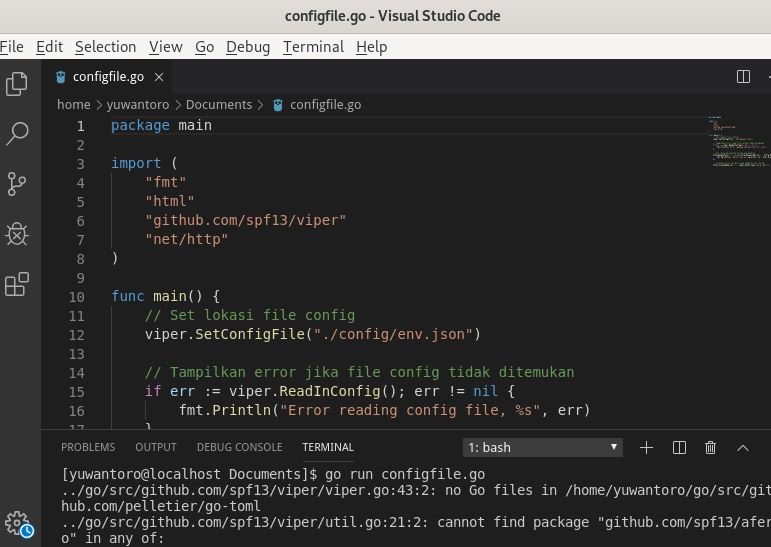 configfile.go - Visual Studio Code
File Edit Selection View Go Debug Terminal Help
configfile.go
home > yuwantoro > Documents > configfile.go
1 package main
2
3 import (
4 "fmt"
5 "html"
6 "github.com/spf13/viper"
7 "net/http"
8 )
9
10 func main() {
11 // Set lokasi file config
12 viper.SetConfigFile("./config/env.json")
13
14 // Tampilkan error jika file config tidak ditemukan
15 if err := viper.ReadInConfig(); err != nil {
16 fmt.Println("Error reading config file, %s", err)
17 }
PROBLEMS OUTPUT DEBUG CONSOLE TERMINAL 1: bash
[yuwantoro@localhost Documents]$ go run configfile.go
../go/src/github.com/spf13/viper/viper.go:43:2: no Go files in /home/yuwantoro/go/src/git
hub.com/pelletier/go-toml
../go/src/github.com/spf13/viper/util.go:21:2: cannot find package "github.com/spf13/afer
o" in any of: